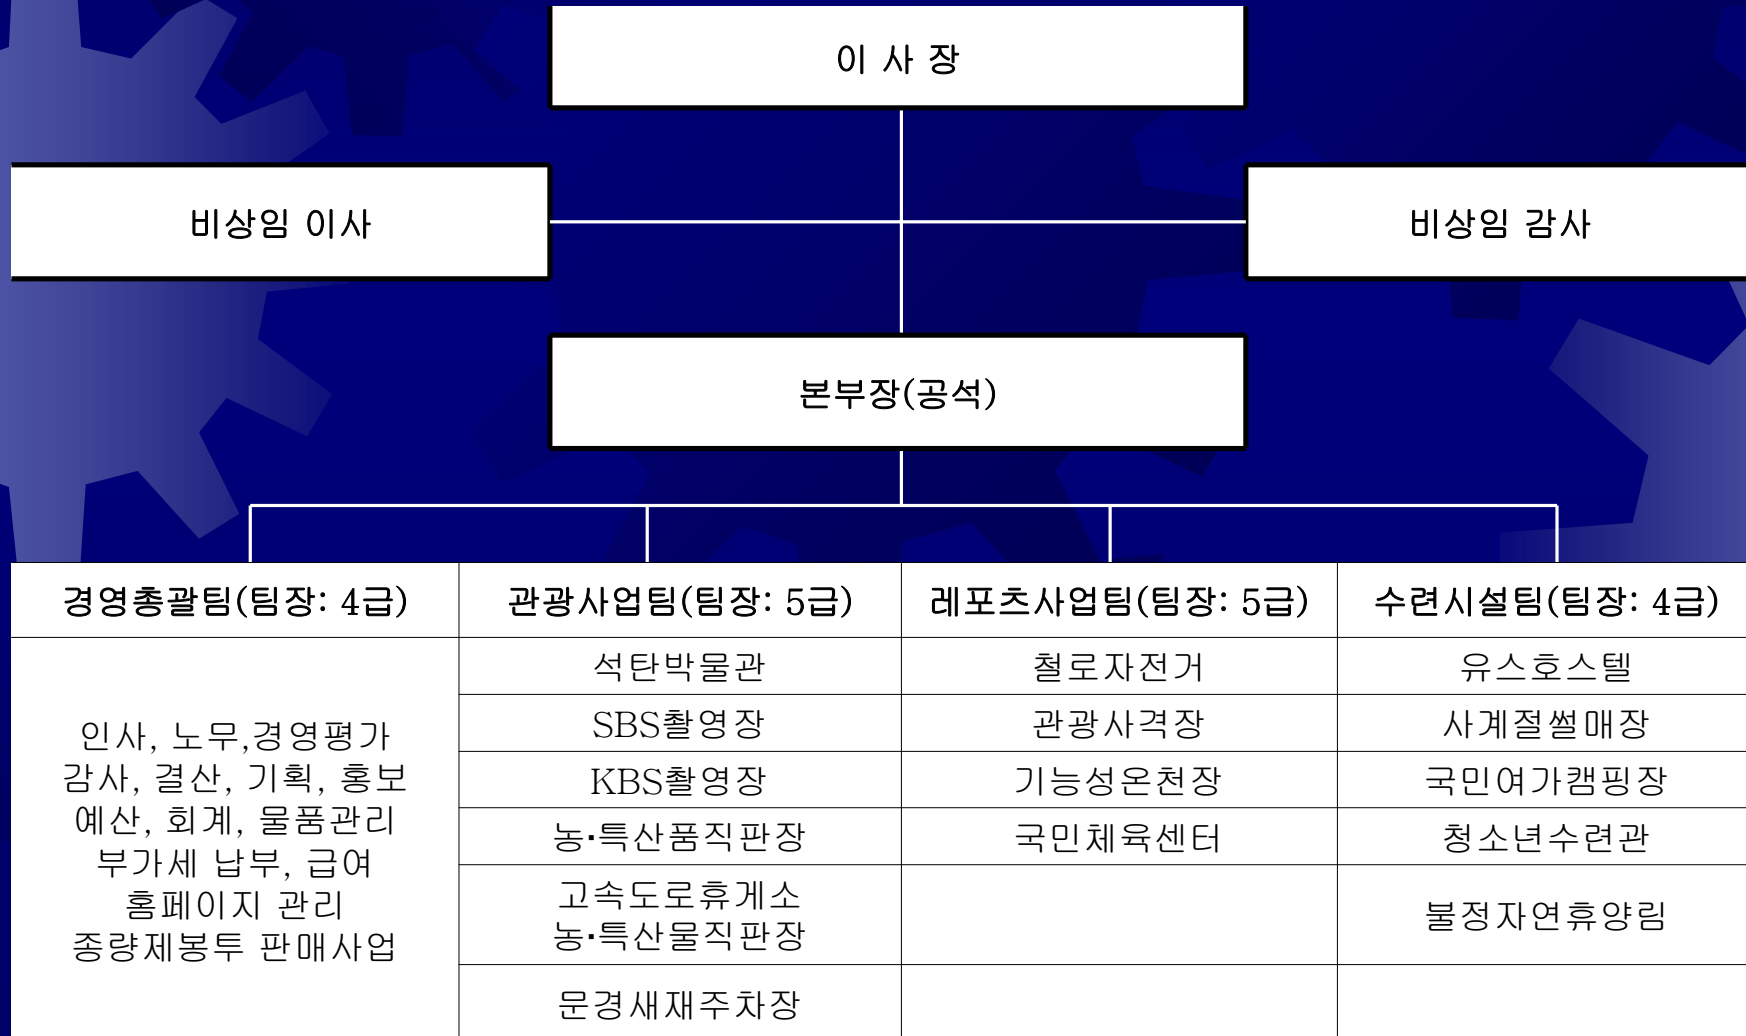 이 사 장
비상임 이사
비상임 감사
본부장(공석)
경영총괄팀(팀장: 4급)
관광사업팀(팀장: 5급)
레포츠사업팀(팀장: 5급)
수련시설팀(팀장: 4급)
인사, 노무,경영평가
감사, 결산, 기획, 홍보
예산, 회계, 물품관리
부가세 납부, 급여
홈페이지 관리
종량제봉투 판매사업
석탄박물관
SBS촬영장
KBS촬영장
농·특산품직판장
고속도로휴게소
농·특산물직판장
문경새재주차장
철로자전거
관광사격장
기능성온천장
국민체육센터
유스호스텔
사계절썰매장
국민여가캠핑장
청소년수련관
불정자연휴양림